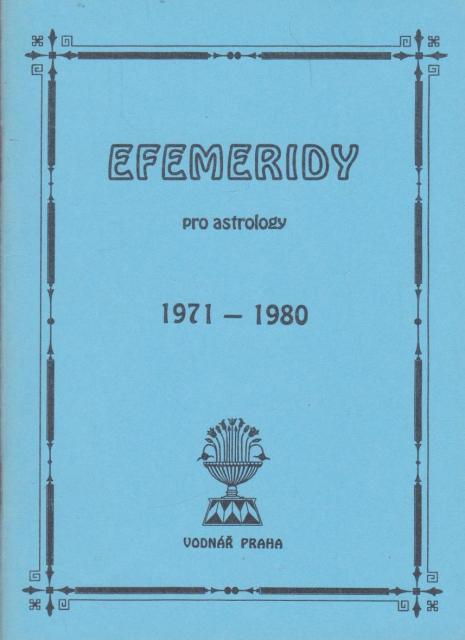 EFEMERIDY
pro astrology
1971 – 1980
VODNÁŘ PRAHA